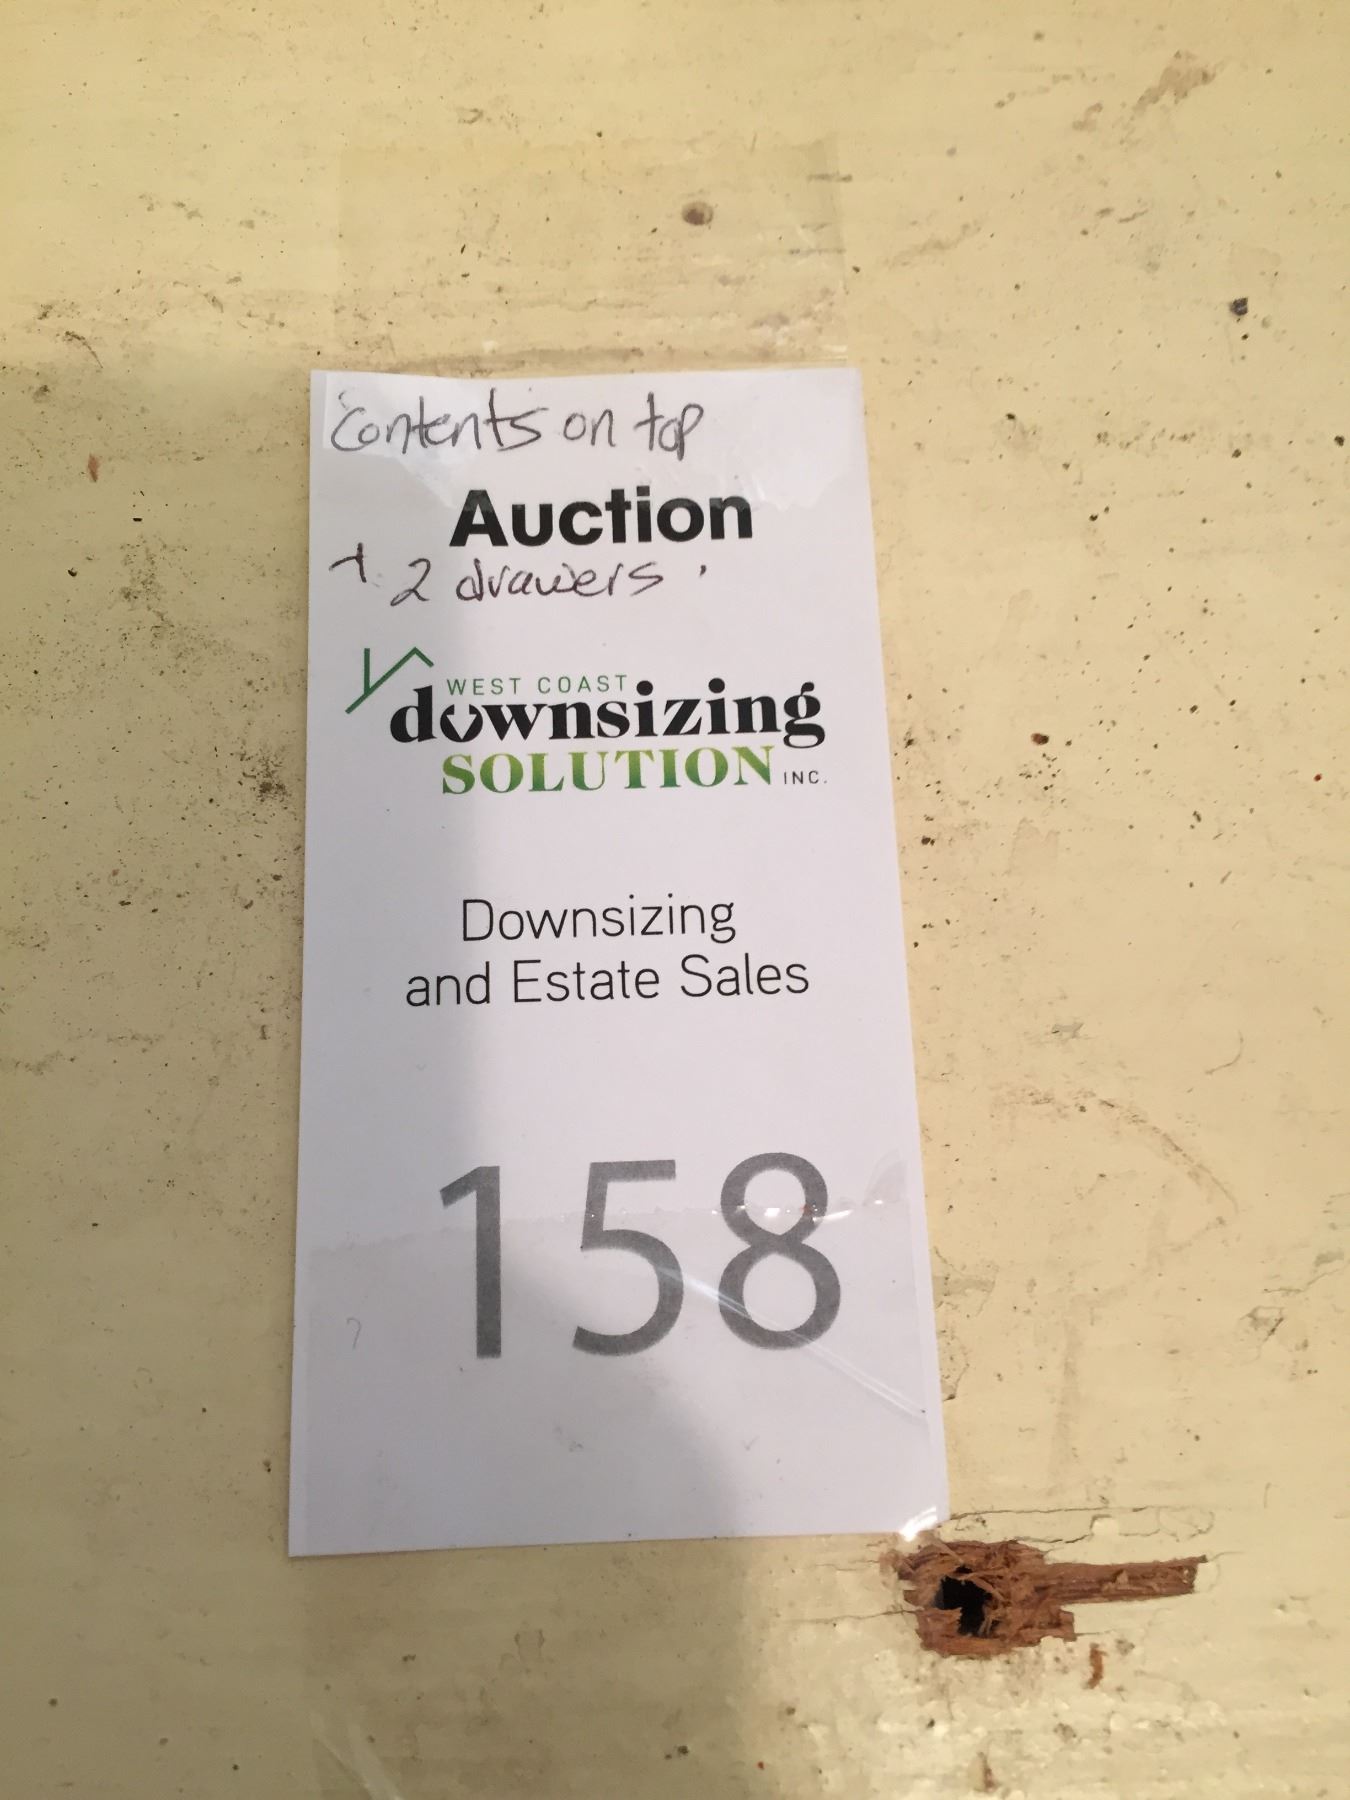 Contents on top
Auction
+ 2 drawers
WEST COAST
downsizing
SOLUTION INC.
Downsizing
and Estate Sales
158